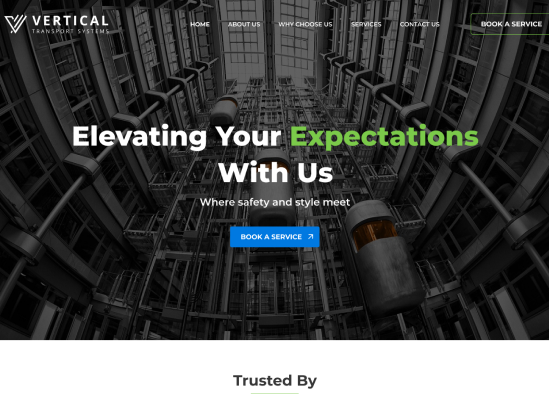 VERTICAL
TRANSPORT SYSTEMS
HOME
ABOUT US
WHY CHOOSE US
SERVICES
CONTACT US
BOOK A SERVICE
Elevating Your Expectations
With Us
Where safety and style meet
BOOK A SERVICE
Trusted By